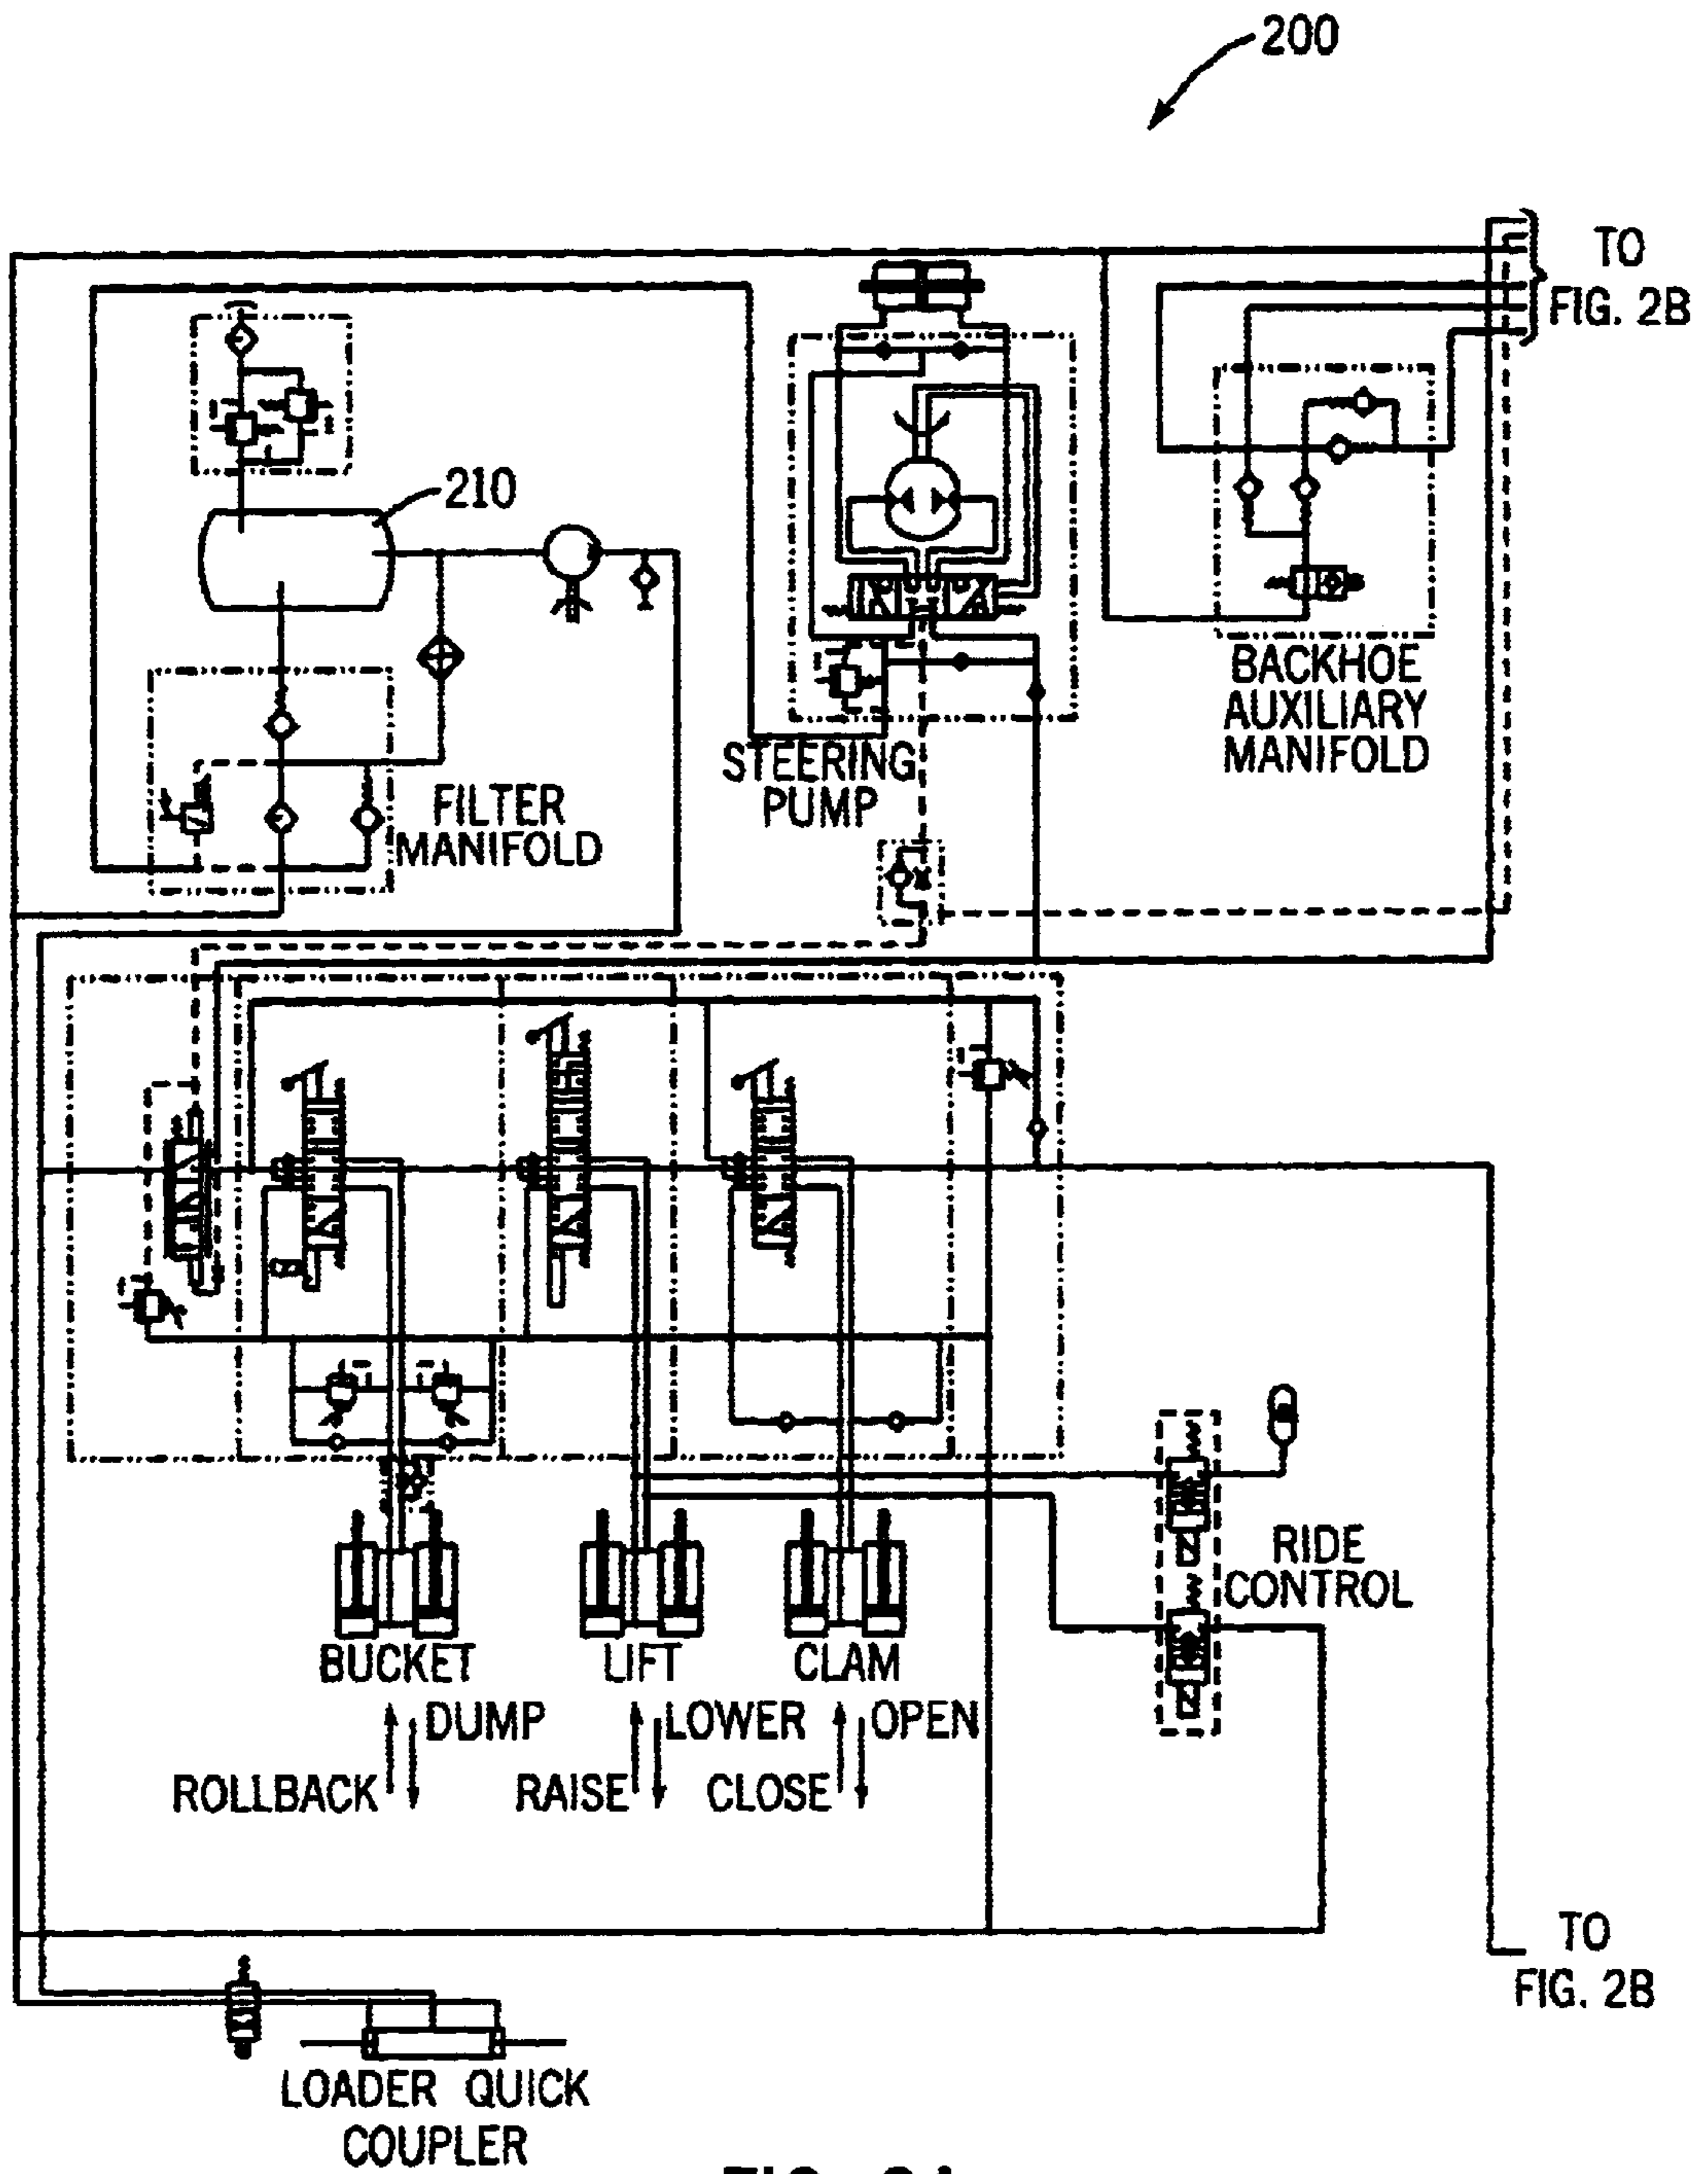 200
TO
FIG. 2B
210
BACKHOE
AUXILIARY
MANIFOLD
STEERING
PUMP
FILTER
MANIFOLD
RIDE
CONTROL
BUCKET
LIFT
CLAM
DUMP
LOWER
OPEN
ROLLBACK
RAISE
CLOSE
TO
FIG. 2B
LOADER QUICK
COUPLER